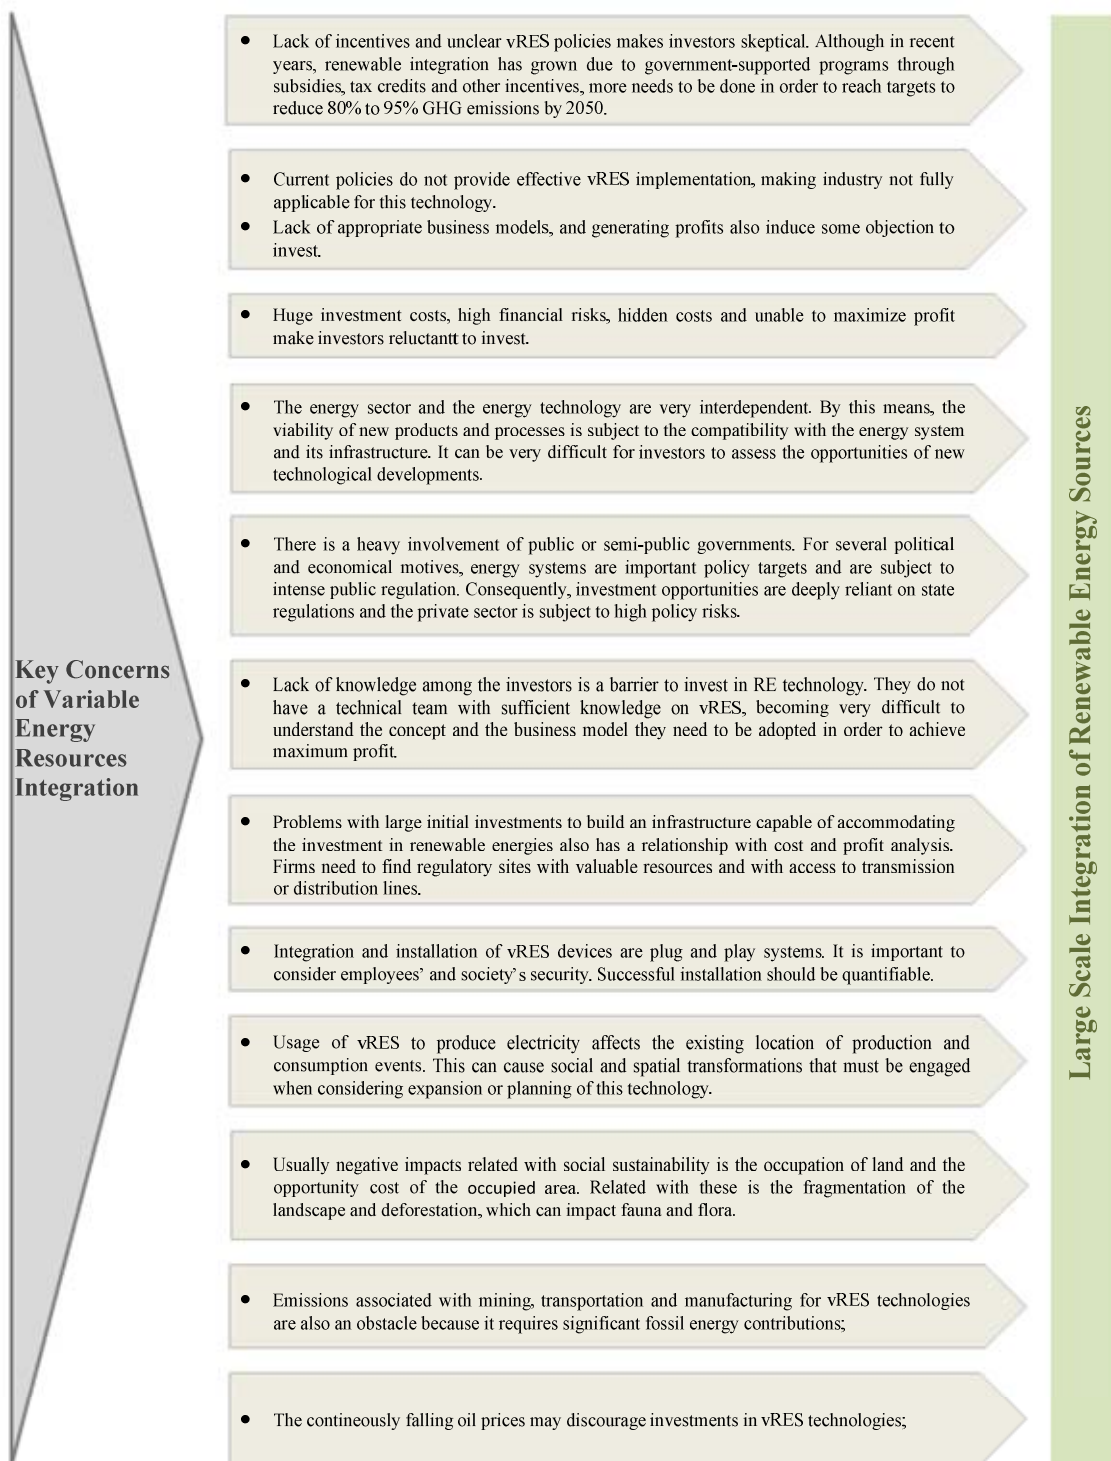 Key Concerns
of Variable
Energy
Resources
Integration
● Lack of incentives and unclear vRES policies makes investors skeptical. Although in recent
years, renewable integration has grown due to government-supported programs through
subsidies, tax credits and other incentives, more needs to be done in order to reach targets to
reduce 80% to 95% GHG emissions by 2050.
● Current policies do not provide effective vRES implementation, making industry not fully
applicable for this technology.
● Lack of appropriate business models, and generating profits also induce some objection to
invest.
● Huge investment costs, high financial risks, hidden costs and unable to maximize profit
make investors reluctantt to invest.
● The energy sector and the energy technology are very interdependent. By this means, the
viability of new products and processes is subject to the compatibility with the energy system
and its infrastructure. It can be very difficult for investors to assess the opportunities of new
technological developments.
● There is a heavy involvement of public or semi-public governments. For several political
and economical motives, energy systems are important policy targets and are subject to
intense public regulation. Consequently, investment opportunities are deeply reliant on state
regulations and the private sector is subject to high policy risks.
● Lack of knowledge among the investors is a barrier to invest in RE technology. They do not
have a technical team with sufficient knowledge on vRES, becoming very difficult to
understand the concept and the business model they need to be adopted in order to achieve
maximum profit.
● Problems with large initial investments to build an infrastructure capable of accommodating
the investment in renewable energies also has a relationship with cost and profit analysis.
Firms need to find regulatory sites with valuable resources and with access to transmission
or distribution lines.
● Integration and installation of vRES devices are plug and play systems. It is important to
consider employees’ and society’s security. Successful installation should be quantifiable.
● Usage of vRES to produce electricity affects the existing location of production and
consumption events. This can cause social and spatial transformations that must be engaged
when considering expansion or planning of this technology.
● Usually negative impacts related with social sustainability is the occupation of land and the
opportunity cost of the occupied area. Related with these is the fragmentation of the
landscape and deforestation, which can impact fauna and flora.
● Emissions associated with mining, transportation and manufacturing for vRES technologies
are also an obstacle because it requires significant fossil energy contributions;
● The contineously falling oil prices may discourage investments in vRES technologies;
Large Scale Integration of Renewable Energy Sources